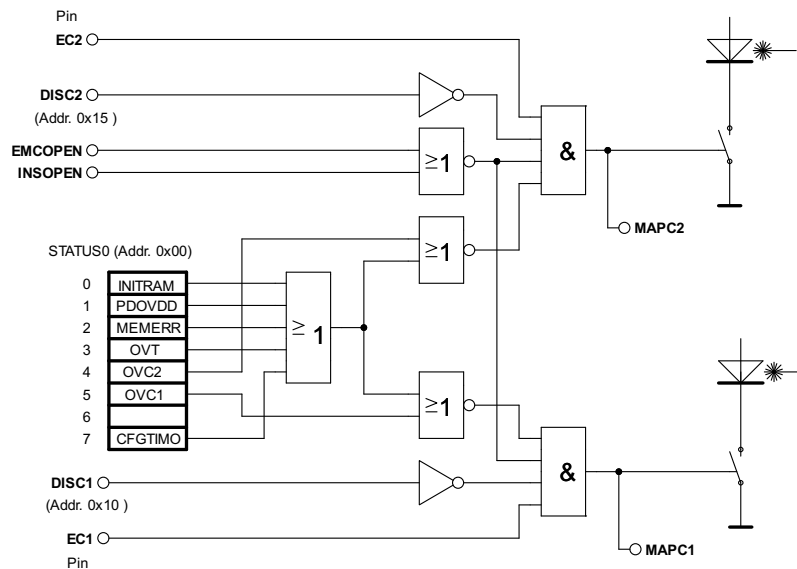 Pin
EC2
DISC2
(Addr. 0x15 )
EMCOPEN
INSOPEN
≥1
&
MAPC2
STATUS0 (Addr. 0x00)
≥1
0 INITRAM
1 PDOVDD
2 MEMERR
3 OVT
4 OVC2
5 OVC1
6
7 CFGTIMO
≥ 1
≥1
&
DISC1
(Addr. 0x10 )
EC1
Pin
MAPC1